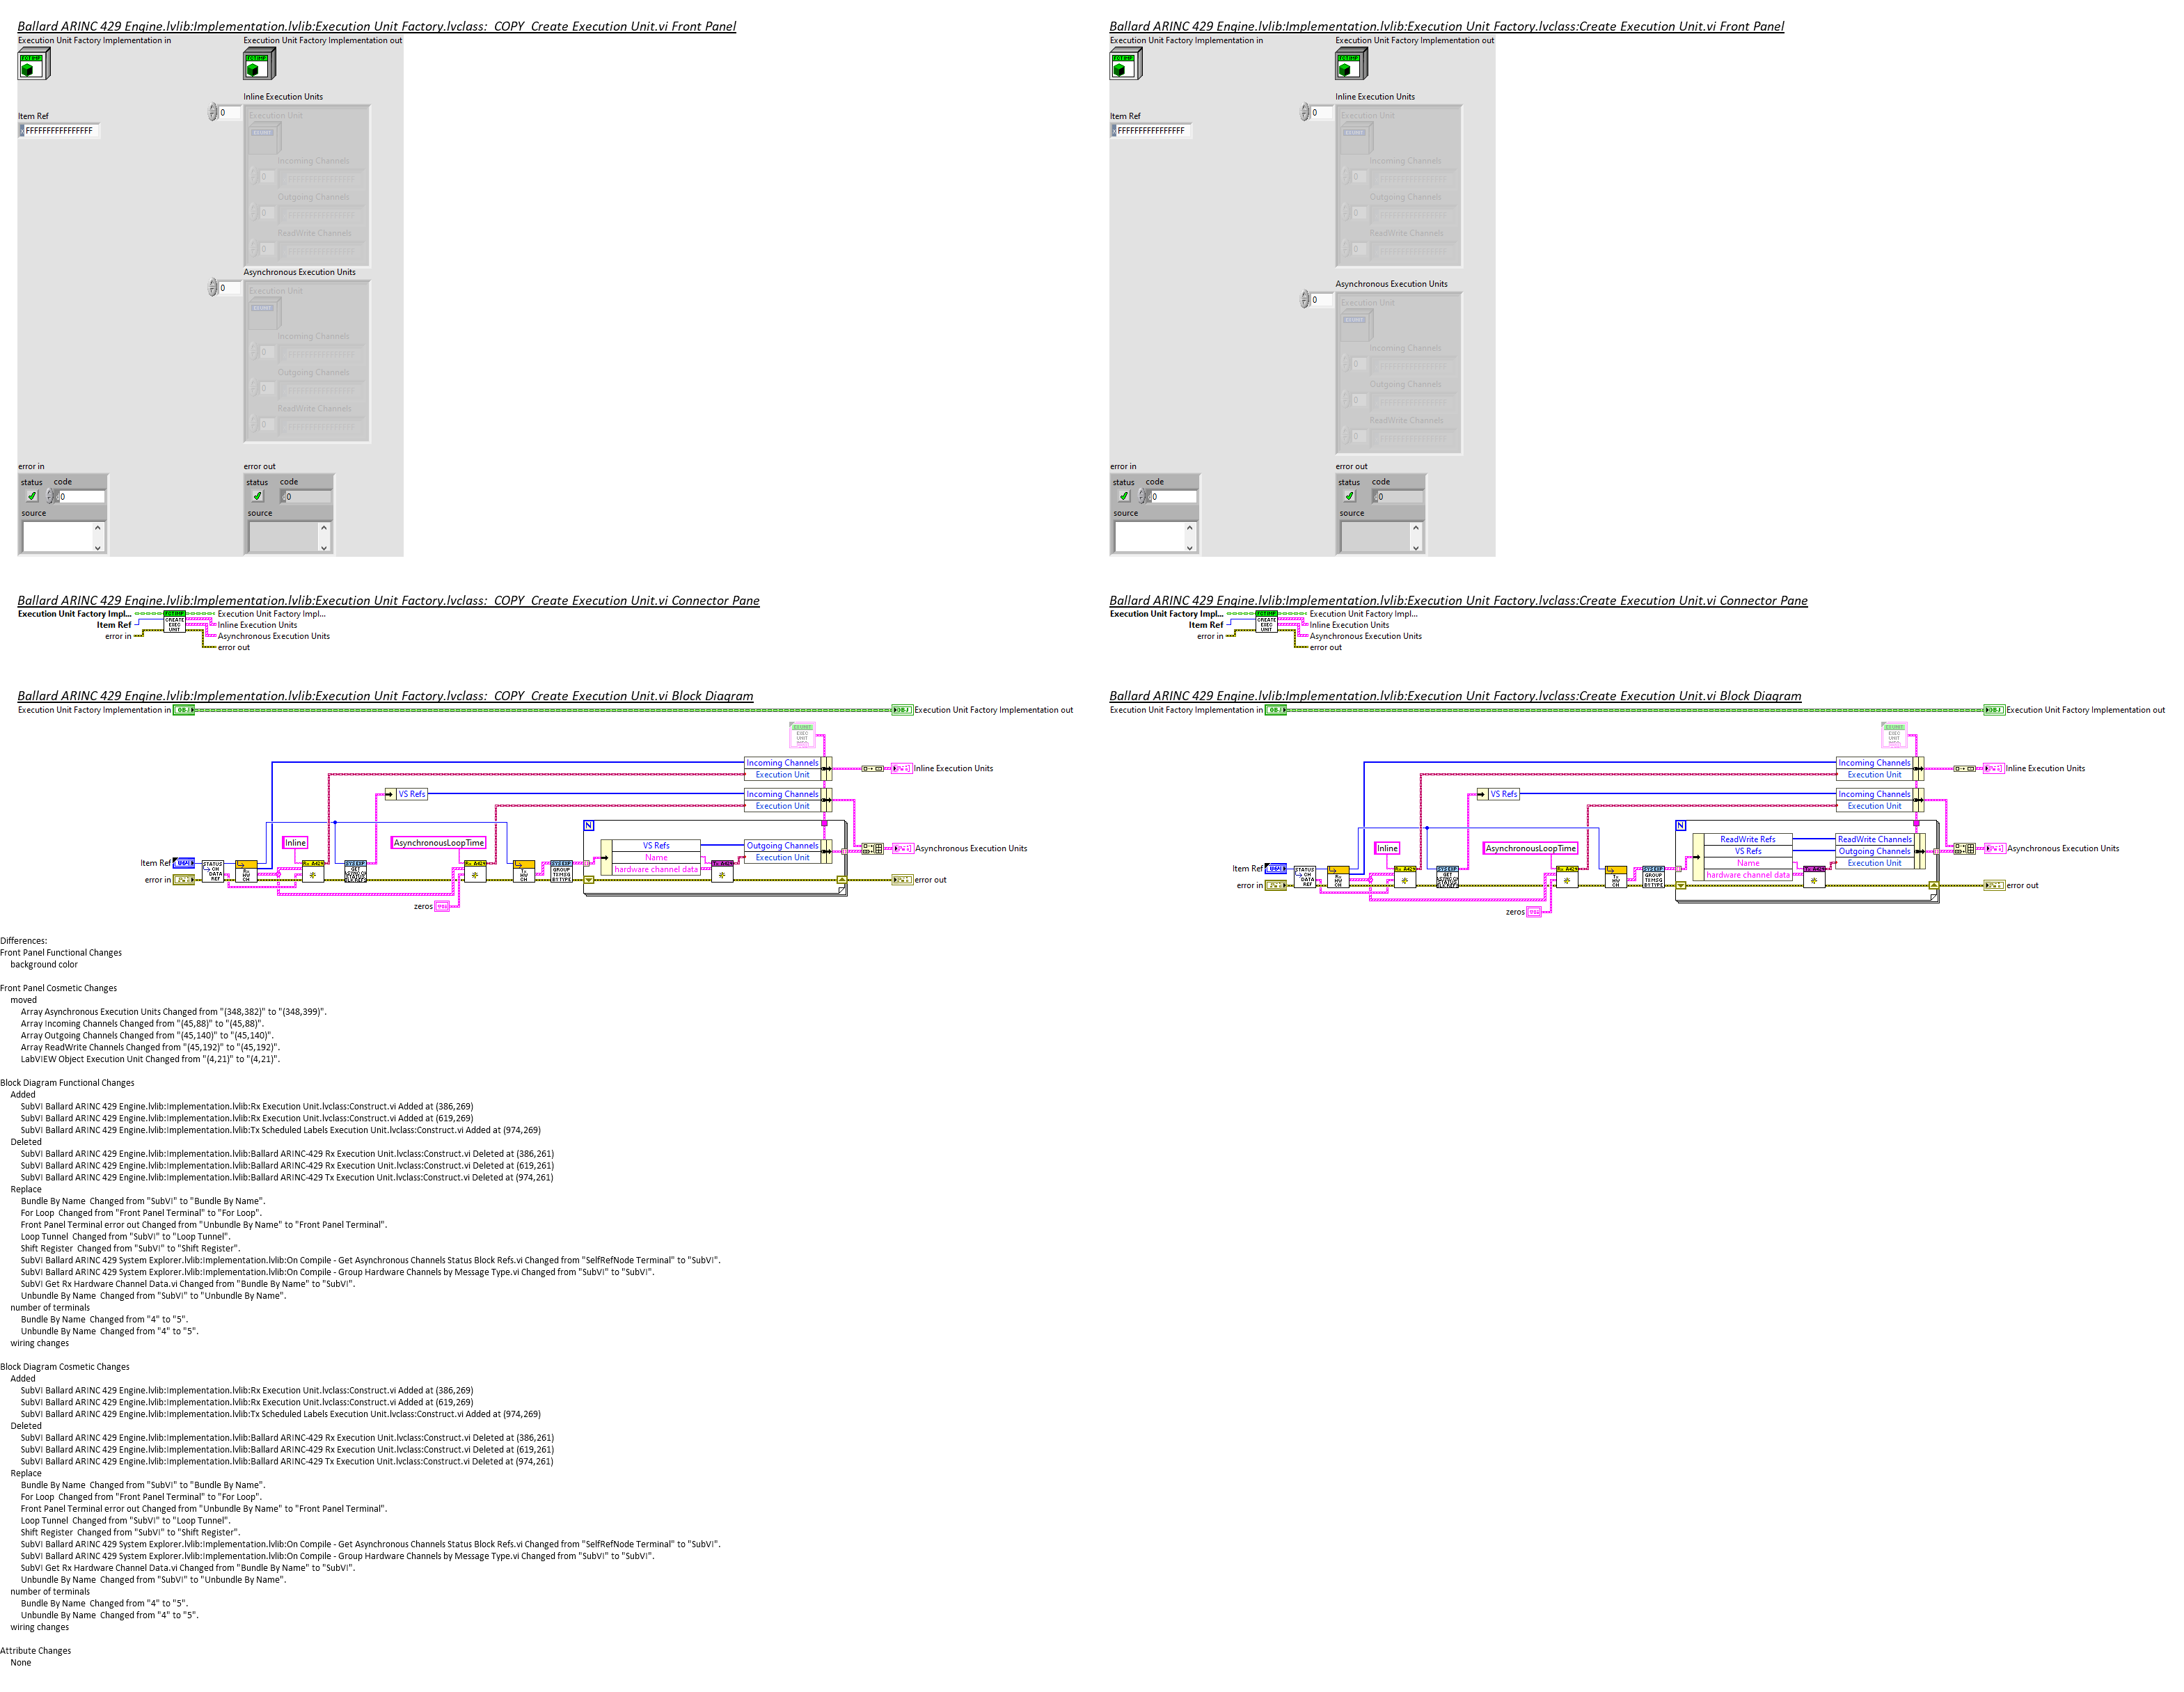 Ballard ARINC 429 Engine.lvlib:Implementation.lvlib:Execution Unit Factory.lvclass:_COPY_Create Execution Unit.vi Front Panel
Execution Unit Factory Implementation in
Execution Unit Factory Implementation out
Inline Execution Units
0
Execution Unit
Item Ref
x FFFFFFFFFFFFFFFF
Incoming Channels
0
Outgoing Channels
0
ReadWrite Channels
0
Asynchronous Execution Units
0
Execution Unit
Incoming Channels
0
Outgoing Channels
0
ReadWrite Channels
0
error in
error out
status code
0
source
status code
0
source
Ballard ARINC 429 Engine.lvlib:Implementation.lvlib:Execution Unit Factory.lvclass:_COPY_Create Execution Unit.vi Connector Pane
Execution Unit Factory Impl...
Execution Unit Factory Impl...
Item Ref
CREATE EXEC UNIT
Inline Execution Units
error in
Asynchronous Execution Units
error out
Ballard ARINC 429 Engine.lvlib:Implementation.lvlib:Execution Unit Factory.lvclass:_COPY_Create Execution Unit.vi Block Diagram
Execution Unit Factory Implementation in
Execution Unit Factory Implementation out
Incoming Channels
Execution Unit
Inline Execution Units
VS Refs
Incoming Channels
Execution Unit
N
Inline
AsynchronousLoopTime
VS Refs
Name
hardware channel data
Outgoing Channels
Execution Unit
Asynchronous Execution Units
Item Ref
error in
error out
zeros
Ballard ARINC 429 Engine.lvlib:Implementation.lvlib:Execution Unit Factory.lvclass:Create Execution Unit.vi Front Panel
Execution Unit Factory Implementation in
Execution Unit Factory Implementation out
Inline Execution Units
0
Execution Unit
Item Ref
x FFFFFFFFFFFFFFFF
Incoming Channels
0
Outgoing Channels
0
ReadWrite Channels
0
Asynchronous Execution Units
0
Execution Unit
Incoming Channels
0
Outgoing Channels
0
ReadWrite Channels
0
error in
error out
status code
0
source
status code
0
source
Ballard ARINC 429 Engine.lvlib:Implementation.lvlib:Execution Unit Factory.lvclass:Create Execution Unit.vi Connector Pane
Execution Unit Factory Impl...
Execution Unit Factory Impl...
Item Ref
CREATE EXEC UNIT
Inline Execution Units
error in
Asynchronous Execution Units
error out
Ballard ARINC 429 Engine.lvlib:Implementation.lvlib:Execution Unit Factory.lvclass:Create Execution Unit.vi Block Diagram
Execution Unit Factory Implementation in
Execution Unit Factory Implementation out
Incoming Channels
Execution Unit
Inline Execution Units
VS Refs
Incoming Channels
Execution Unit
N
Inline
AsynchronousLoopTime
ReadWrite Refs
VS Refs
Name
hardware channel data
ReadWrite Channels
Outgoing Channels
Execution Unit
Asynchronous Execution Units
Item Ref
error in
error out
zeros
Differences:
Front Panel Functional Changes
background color
Front Panel Cosmetic Changes
moved
Array Asynchronous Execution Units Changed from "(348,382)" to "(348,399)".
Array Incoming Channels Changed from "(45,88)" to "(45,88)".
Array Outgoing Channels Changed from "(45,140)" to "(45,140)".
Array ReadWrite Channels Changed from "(45,192)" to "(45,192)".
LabVIEW Object Execution Unit Changed from "(4,21)" to "(4,21)".
Block Diagram Functional Changes
Added
SubVI Ballard ARINC 429 Engine.lvlib:Implementation.lvlib:Rx Execution Unit.lvclass:Construct.vi Added at (386,269)
SubVI Ballard ARINC 429 Engine.lvlib:Implementation.lvlib:Rx Execution Unit.lvclass:Construct.vi Added at (619,269)
SubVI Ballard ARINC 429 Engine.lvlib:Implementation.lvlib:Tx Scheduled Labels Execution Unit.lvclass:Construct.vi Added at (974,269)
Deleted
SubVI Ballard ARINC 429 Engine.lvlib:Implementation.lvlib:Ballard ARINC-429 Rx Execution Unit.lvclass:Construct.vi Deleted at (386,261)
SubVI Ballard ARINC 429 Engine.lvlib:Implementation.lvlib:Ballard ARINC-429 Rx Execution Unit.lvclass:Construct.vi Deleted at (619,261)
SubVI Ballard ARINC 429 Engine.lvlib:Implementation.lvlib:Ballard ARINC-429 Tx Execution Unit.lvclass:Construct.vi Deleted at (974,261)
Replace
Bundle By Name  Changed from "SubVI" to "Bundle By Name".
For Loop  Changed from "Front Panel Terminal" to "For Loop".
Front Panel Terminal error out Changed from "Unbundle By Name" to "Front Panel Terminal".
Loop Tunnel  Changed from "SubVI" to "Loop Tunnel".
Shift Register  Changed from "SubVI" to "Shift Register".
SubVI Ballard ARINC 429 System Explorer.lvlib:Implementation.lvlib:On Compile - Get Asynchronous Channels Status Block Refs.vi Changed from "SelfRefNode Terminal" to "SubVI".
SubVI Ballard ARINC 429 System Explorer.lvlib:Implementation.lvlib:On Compile - Group Hardware Channels by Message Type.vi Changed from "SubVI" to "SubVI".
SubVI Get Rx Hardware Channel Data.vi Changed from "Bundle By Name" to "SubVI".
Unbundle By Name  Changed from "SubVI" to "Unbundle By Name".
number of terminals
Bundle By Name  Changed from "4" to "5".
Unbundle By Name  Changed from "4" to "5".
wiring changes
Block Diagram Cosmetic Changes
Added
SubVI Ballard ARINC 429 Engine.lvlib:Implementation.lvlib:Rx Execution Unit.lvclass:Construct.vi Added at (386,269)
SubVI Ballard ARINC 429 Engine.lvlib:Implementation.lvlib:Rx Execution Unit.lvclass:Construct.vi Added at (619,269)
SubVI Ballard ARINC 429 Engine.lvlib:Implementation.lvlib:Tx Scheduled Labels Execution Unit.lvclass:Construct.vi Added at (974,269)
Deleted
SubVI Ballard ARINC 429 Engine.lvlib:Implementation.lvlib:Ballard ARINC-429 Rx Execution Unit.lvclass:Construct.vi Deleted at (386,261)
SubVI Ballard ARINC 429 Engine.lvlib:Implementation.lvlib:Ballard ARINC-429 Rx Execution Unit.lvclass:Construct.vi Deleted at (619,261)
SubVI Ballard ARINC 429 Engine.lvlib:Implementation.lvlib:Ballard ARINC-429 Tx Execution Unit.lvclass:Construct.vi Deleted at (974,261)
Replace
Bundle By Name  Changed from "SubVI" to "Bundle By Name".
For Loop  Changed from "Front Panel Terminal" to "For Loop".
Front Panel Terminal error out Changed from "Unbundle By Name" to "Front Panel Terminal".
Loop Tunnel  Changed from "SubVI" to "Loop Tunnel".
Shift Register  Changed from "SubVI" to "Shift Register".
SubVI Ballard ARINC 429 System Explorer.lvlib:Implementation.lvlib:On Compile - Get Asynchronous Channels Status Block Refs.vi Changed from "SelfRefNode Terminal" to "SubVI".
SubVI Ballard ARINC 429 System Explorer.lvlib:Implementation.lvlib:On Compile - Group Hardware Channels by Message Type.vi Changed from "SubVI" to "SubVI".
SubVI Get Rx Hardware Channel Data.vi Changed from "Bundle By Name" to "SubVI".
Unbundle By Name  Changed from "SubVI" to "Unbundle By Name".
number of terminals
Bundle By Name  Changed from "4" to "5".
Unbundle By Name  Changed from "4" to "5".
wiring changes
Attribute Changes
None